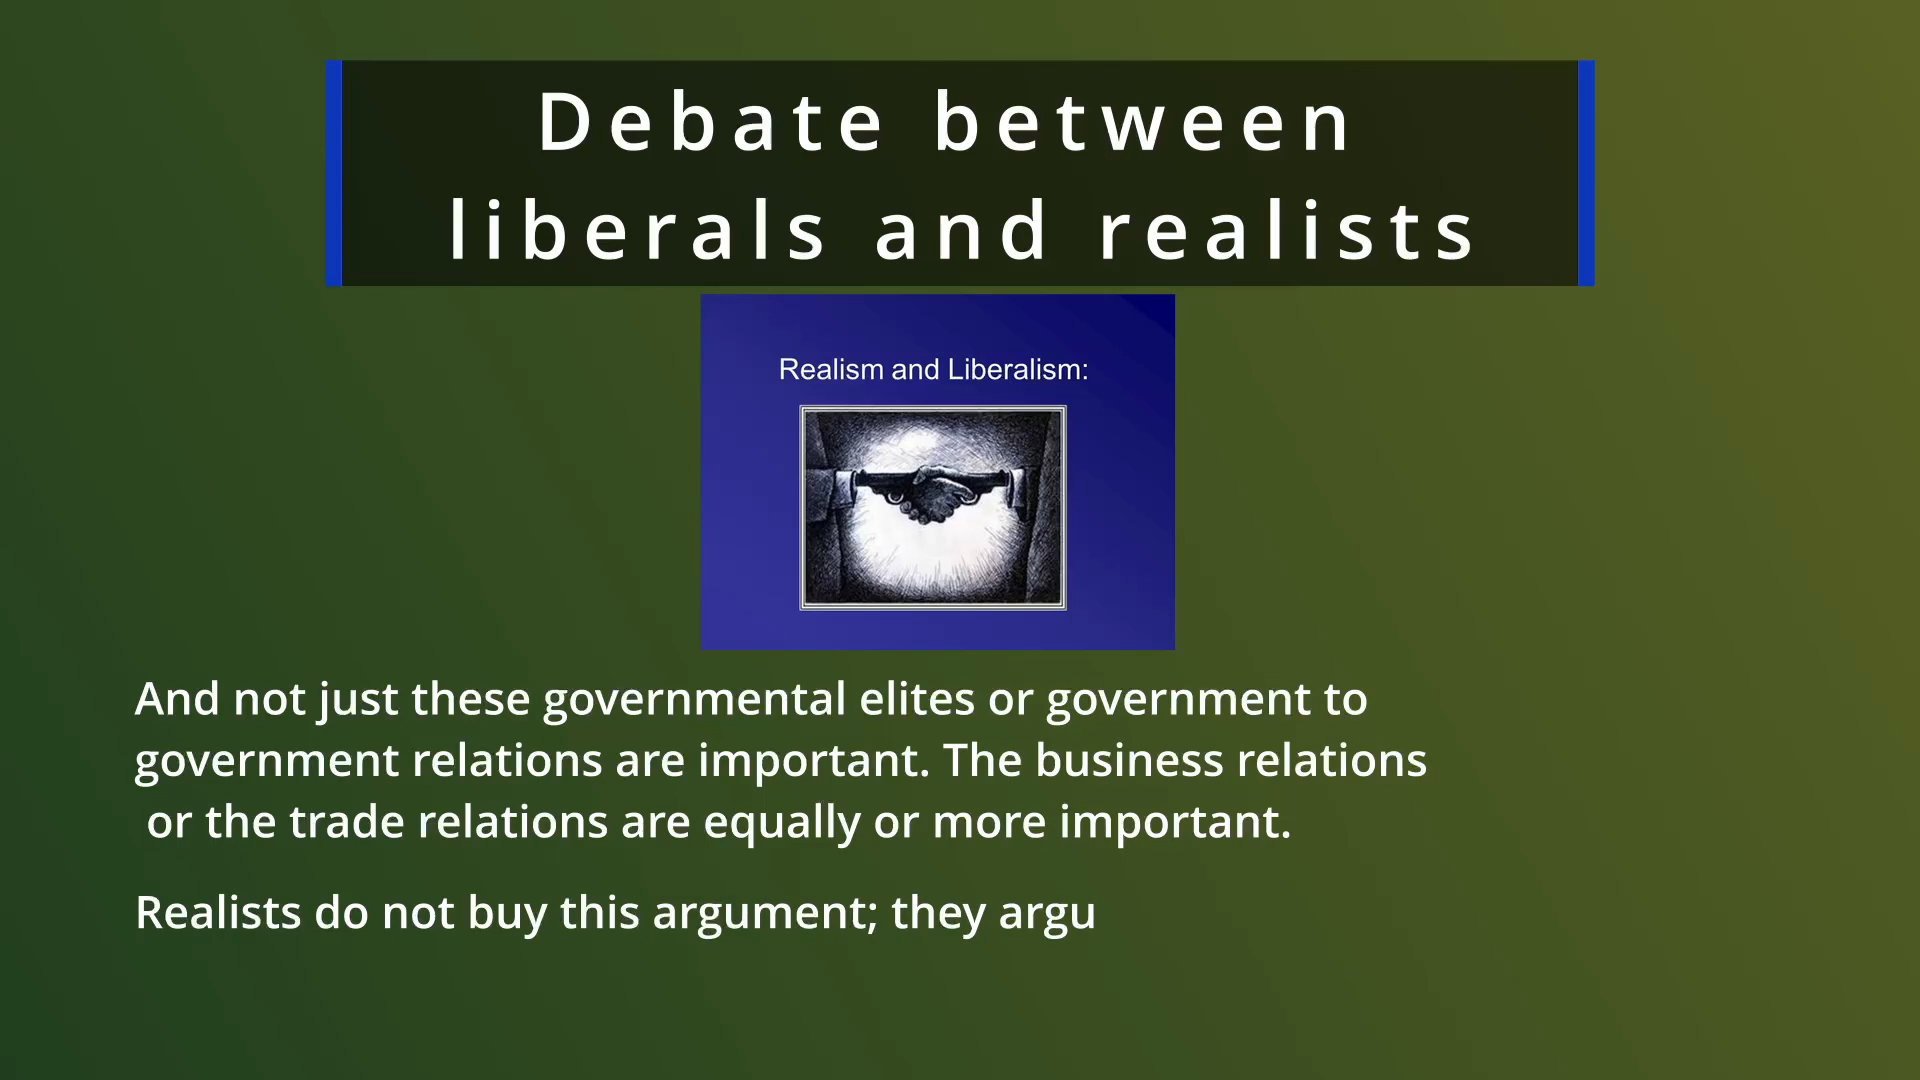 Debate between
liberals and realists
Realism and Liberalism:
And not just these governmental elites or government to
government relations are important. The business relations
or the trade relations are equally or more important.
Realists do not buy this argument; they argu